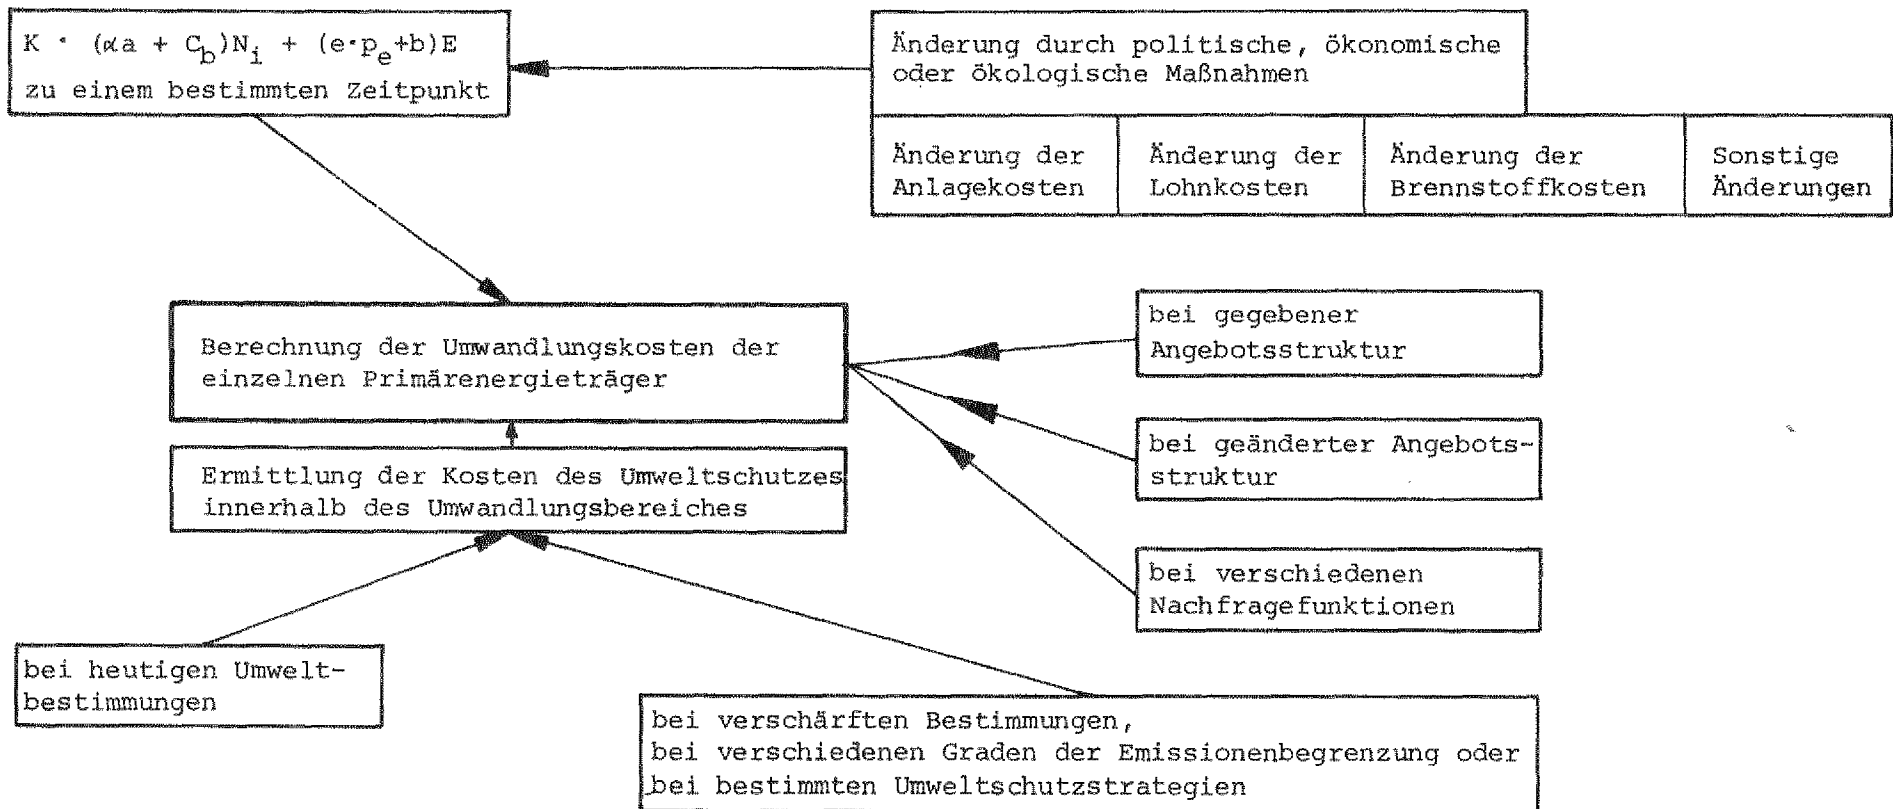 K · (αa + C_b)N_i + (e·p_e+b)E
zu einem bestimmten Zeitpunkt
Änderung durch politische, ökonomische
oder ökologische Maßnahmen
Änderung der
Anlagekosten
Änderung der
Lohnkosten
Änderung der
Brennstoffkosten
Sonstige
Änderungen
Berechnung der Umwandlungskosten der
einzelnen Primärenergieträger
bei gegebener
Angebotsstruktur
bei geänderter Angebots-
struktur
Ermittlung der Kosten des Umweltschutzes
innerhalb des Umwandlungsbereiches
bei verschiedenen
Nachfragefunktionen
bei heutigen Umwelt-
bestimmungen
bei verschärften Bestimmungen,
bei verschiedenen Graden der Emissionenbegrenzung oder
bei bestimmten Umweltschutzstrategien